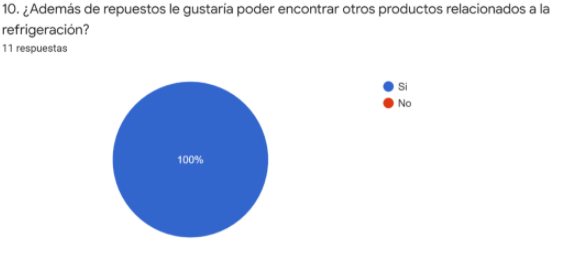 10. ¿Además de repuestos le gustaría poder encontrar otros productos relacionados a la
refrigeración?
11 respuestas
Si
No
100%